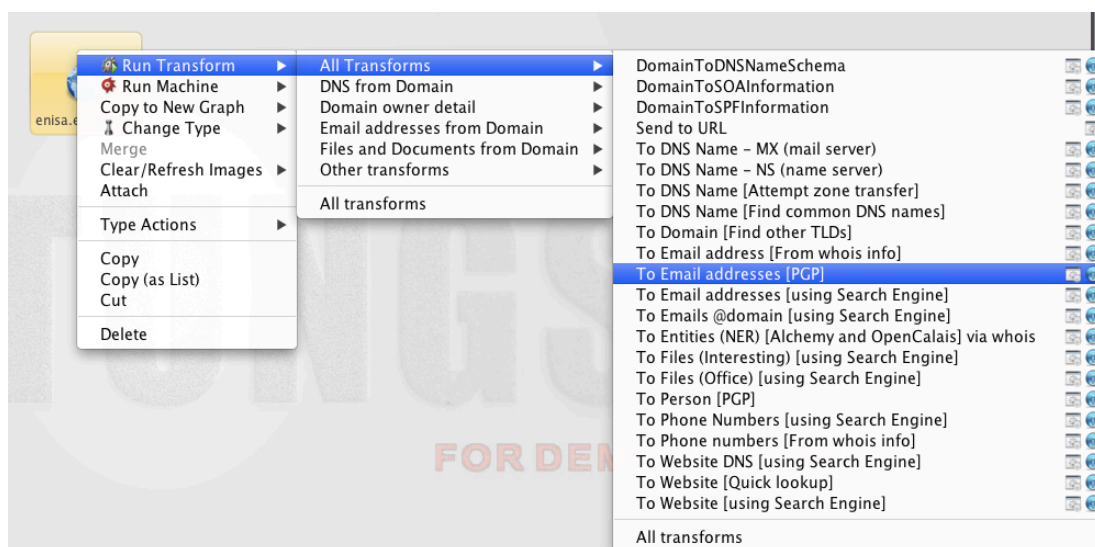 enisa.e
Run Transform
Run Machine
Copy to New Graph
Change Type
Merge
Clear/Refresh Images
Attach
Type Actions
Copy
Copy (as List)
Cut
Delete
All Transforms
DNS from Domain
Domain owner detail
Email addresses from Domain
Files and Documents from Domain
Other transforms
All transforms
DomainToDNSNameSchema
DomainToSOAInformation
DomainToSPFInformation
Send to URL
To DNS Name – MX (mail server)
To DNS Name – NS (name server)
To DNS Name [Attempt zone transfer]
To DNS Name [Find common DNS names]
To Domain [Find other TLDs]
To Email address [From whois info]
To Email addresses [PGP]
To Email addresses [using Search Engine]
To Emails @domain [using Search Engine]
To Entities (NER) [Alchemy and OpenCalais] via whois
To Files (Interesting) [using Search Engine]
To Files (Office) [using Search Engine]
To Person [PGP]
To Phone Numbers [using Search Engine]
To Phone numbers [From whois info]
To Website DNS [using Search Engine]
To Website [Quick lookup]
To Website [using Search Engine]
All transforms
FOR DEM